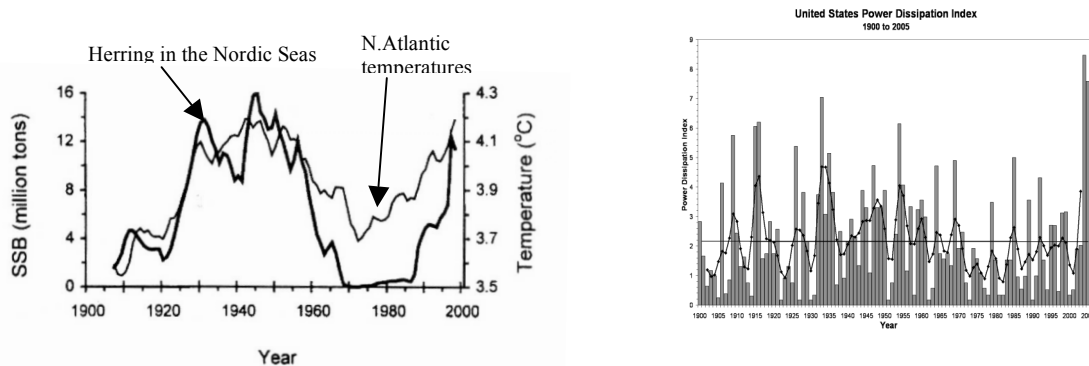 Herring in the Nordic Seas
N.Atlantic
temperatures
16
12
8
4
0
SSB (million tons)
4.3
4.1
3.9
3.7
3.5
Temperature (°C)
1900 1920 1940 1960 1980 2000
Year
United States Power Dissipation Index
1900 to 2005
9
8
7
6
5
4
3
2
1
0
Power Dissipation Index
1900 1905 1910 1915 1920 1925 1930 1935 1940 1945 1950 1955 1960 1965 1970 1975 1980 1985 1990 1995 2000 200
Year